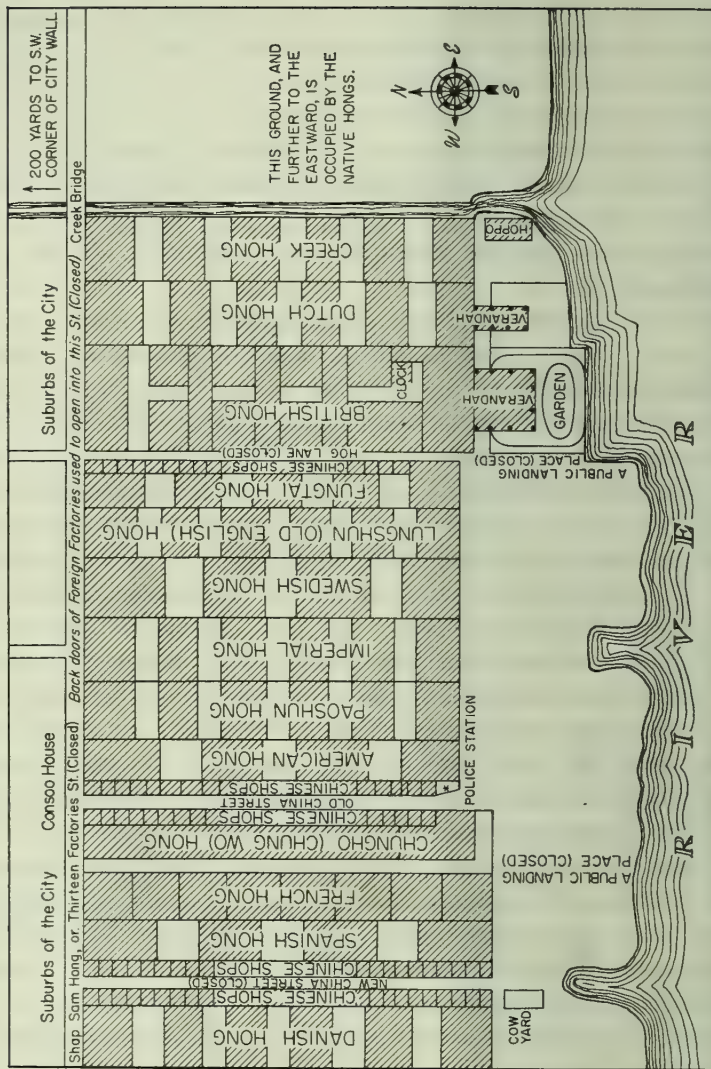 Suburbs of the City
Consoo House
Suburbs of the City
↑ 200 YARDS TO S.W.
CORNER OF CITY WALL
Shap Sam Hong, or Thirteen Factories St. (Closed)
Back doors of Foreign Factories used to open into this St. (Closed)
Creek Bridge
DANISH HONG
CHINESE SHOPS
NEW CHINA STREET (CLOSED)
CHINESE SHOPS
SPANISH HONG
FRENCH HONG
CHUNGHO (CHUNG WO) HONG
CHINESE SHOPS
OLD CHINA STREET
CHINESE SHOPS
*
AMERICAN HONG
PAOSHUN HONG
IMPERIAL HONG
SWEDISH HONG
LUNGSHUN (OLD ENGLISH) HONG
FUNGTAI HONG
CHINESE SHOPS
HOG LANE (CLOSED)
BRITISH HONG
CLOCK
DUTCH HONG
CREEK HONG
THIS GROUND, AND
FURTHER TO THE
EASTWARD, IS
OCCUPIED BY THE
NATIVE HONGS.
N
E
S
W
COW
YARD
A PUBLIC LANDING
PLACE (CLOSED)
POLICE STATION
A PUBLIC LANDING
PLACE (CLOSED)
VERANDAH
GARDEN
VERANDAH
HOPPO
RIVER